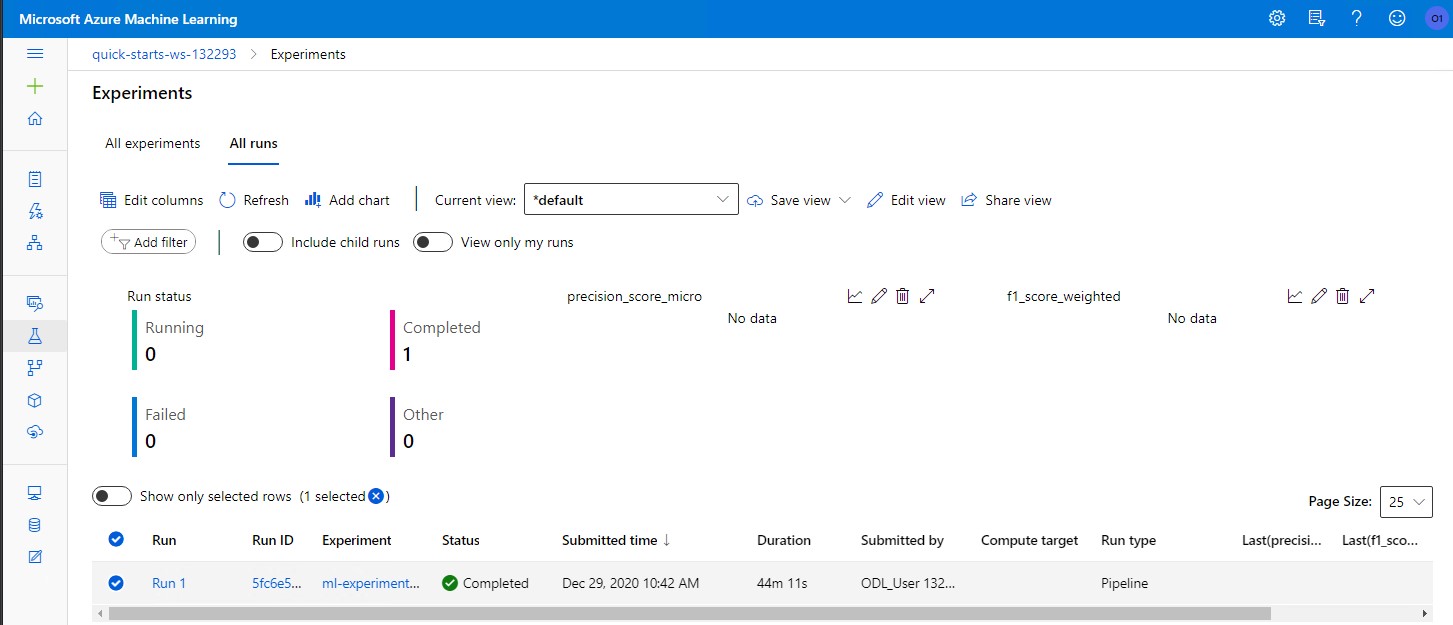 Microsoft Azure Machine Learning
O1
quick-starts-ws-132293 > Experiments
Experiments
All experiments All runs
Edit columns Refresh Add chart Current view: *default Save view Edit view Share view
Add filter Include child runs View only my runs
Run status precision_score_micro f1_score_weighted
No data No data
Running Completed
0 1
Failed Other
0 0
Show only selected rows (1 selected ) Page Size: 25
Run Run ID Experiment Status Submitted time ↓ Duration Submitted by Compute target Run type Last(precisi... Last(f1_sco...
Run 1 5fc6e5... ml-experiment... Completed Dec 29, 2020 10:42 AM 44m 11s ODL_User 132... Pipeline